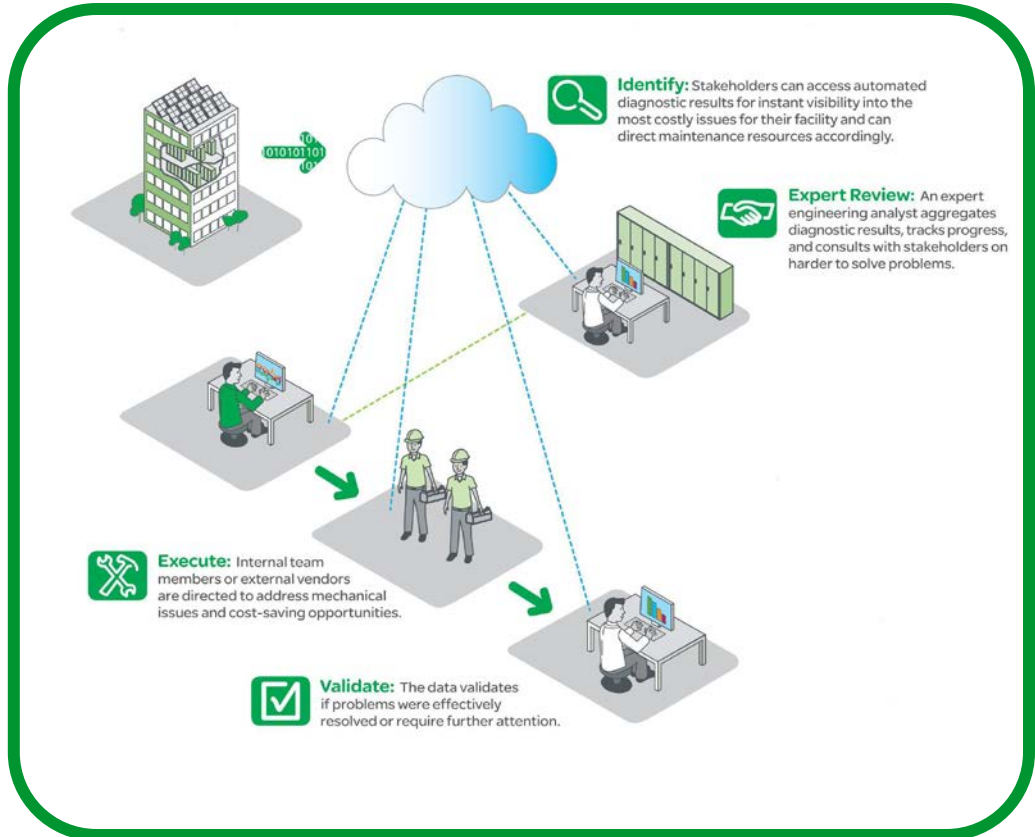 Identify: Stakeholders can access automated
diagnostic results for instant visibility into the
most costly issues for their facility and can
direct maintenance resources accordingly.
101
1010101101
101
Expert Review: An expert
engineering analyst aggregates
diagnostic results, tracks progress,
and consults with stakeholders on
harder to solve problems.
Execute: Internal team
members or external vendors
are directed to address mechanical
issues and cost-saving opportunities.
Validate: The data validates
if problems were effectively
resolved or require further attention.